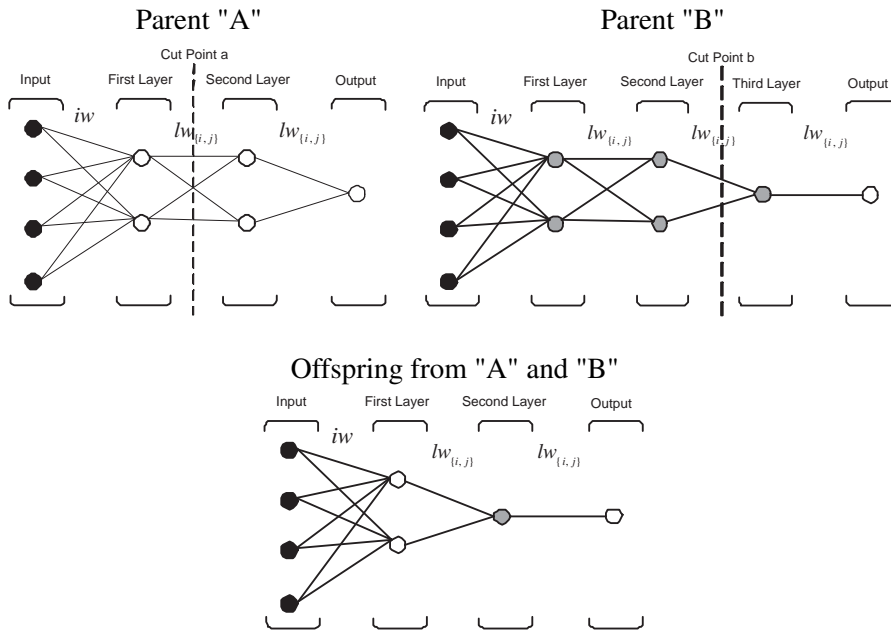 Parent "A"
Parent "B"
Cut Point a
Cut Point b
Input First Layer Second Layer Output
Input First Layer Second Layer Third Layer Output
iw lw{i, j} lw{i, j}
iw lw{i, j} lw{i, j} lw{i, j}
Offspring from "A" and "B"
Input First Layer Second Layer Output
iw lw{i, j} lw{i, j}